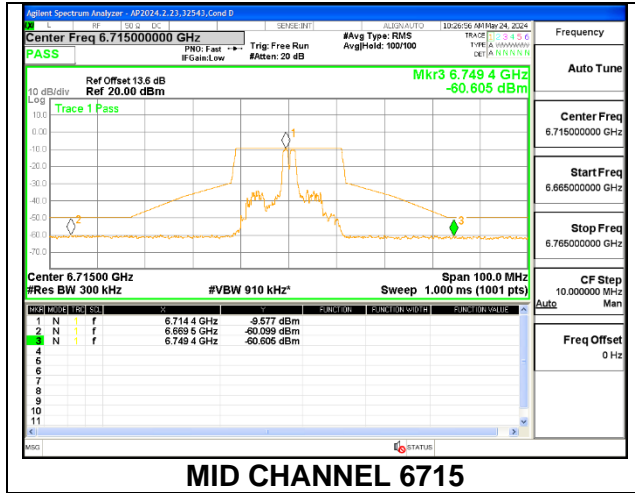 Agilent Spectrum Analyzer - AP2024.2.23,32543,Cond D
L RF 50 Ω DC SENSE:INT ALIGN AUTO 10:26:56 AM May 24, 2024
Center Freq 6.715000000 GHz
#Avg Type: RMS
Avg|Hold: 100/100
TRACE 1 2 3 4 5 6
TYPE A WWWWW
DET A N N N N N
PASS
PNO: Fast
IFGain:Low
Trig: Free Run
#Atten: 20 dB
Ref Offset 13.6 dB
Ref 20.00 dBm
Mkr3 6.749 4 GHz
-60.605 dBm
10 dB/div
Log
Trace 1 Pass
10.0
0.00
-10.0
-20.0
-30.0
-40.0
-50.0
-60.0
-70.0
1
2
3
Center 6.71500 GHz
Span 100.0 MHz
#Res BW 300 kHz
#VBW 910 kHz*
Sweep 1.000 ms (1001 pts)
MKR MODE TRC SCL X Y FUNCTION FUNCTION WIDTH FUNCTION VALUE
1 N 1 f 6.714 4 GHz -9.577 dBm
2 N 1 f 6.669 5 GHz -60.099 dBm
3 N 1 f 6.749 4 GHz -60.605 dBm
4
5
6
7
8
9
10
11
MSG
STATUS
Frequency
Auto Tune
Center Freq
6.715000000 GHz
Start Freq
6.665000000 GHz
Stop Freq
6.765000000 GHz
CF Step
10.000000 MHz
Auto Man
Freq Offset
0 Hz
MID CHANNEL 6715